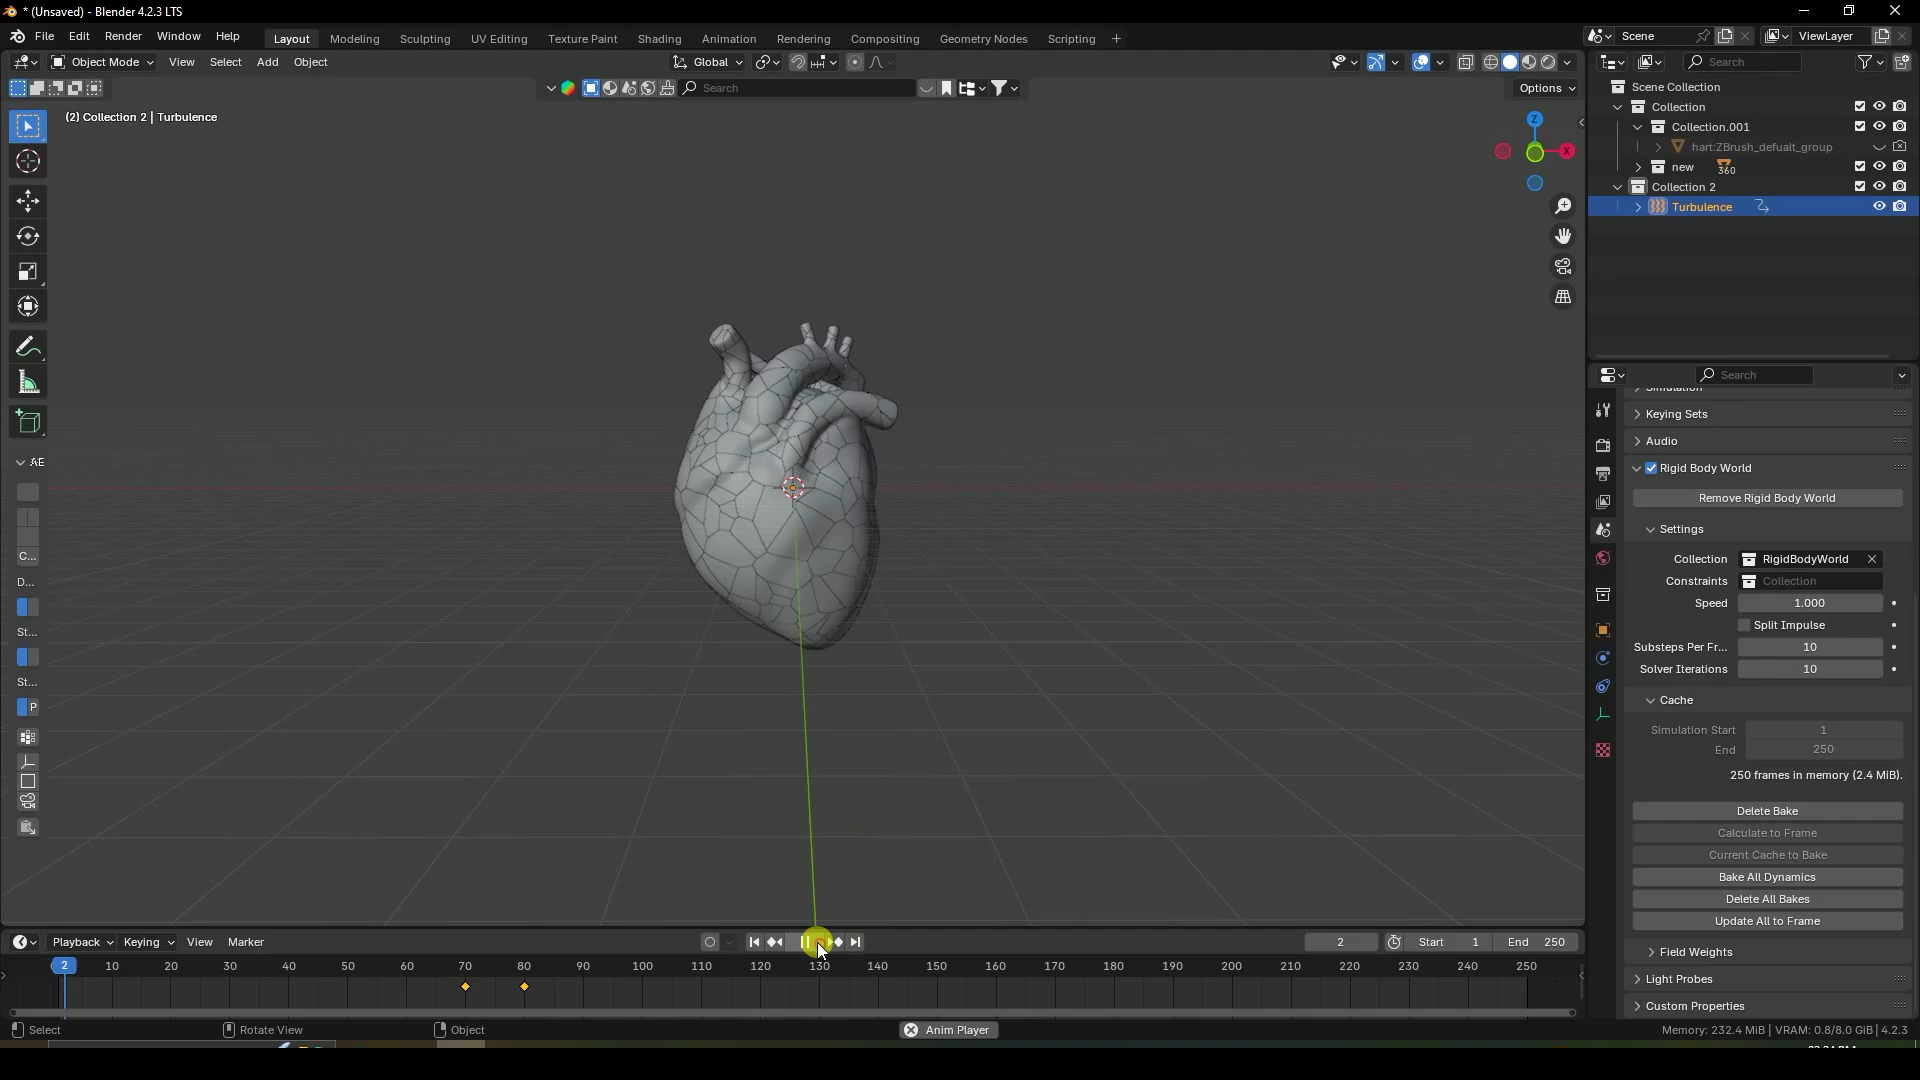 * (Unsaved) - Blender 4.2.3 LTS
File Edit Render Window Help Layout Modeling Sculpting UV Editing Texture Paint Shading Animation Rendering Compositing Geometry Nodes Scripting + Scene ViewLayer
Object Mode View Select Add Object Global Search
Search Options
(2) Collection 2 | Turbulence
Z
X
Scene Collection
Collection
Collection.001
hart:ZBrush_defualt_group
new 360
Collection 2
Turbulence
Search
AE
C...
D...
St...
St...
P
Keying Sets
Audio
Rigid Body World
Remove Rigid Body World
Settings
Collection RigidBodyWorld
Constraints Collection
Speed 1.000
Split Impulse
Substeps Per Fr... 10
Solver Iterations 10
Cache
Simulation Start 1
End 250
250 frames in memory (2.4 MiB).
Delete Bake
Calculate to Frame
Current Cache to Bake
Bake All Dynamics
Delete All Bakes
Update All to Frame
Field Weights
Light Probes
Custom Properties
Playback Keying View Marker 2 Start 1 End 250
2 10 20 30 40 50 60 70 80 90 100 110 120 130 140 150 160 170 180 190 200 210 220 230 240 250
Select Rotate View Object Anim Player Memory: 232.4 MiB | VRAM: 0.8/8.0 GiB | 4.2.3